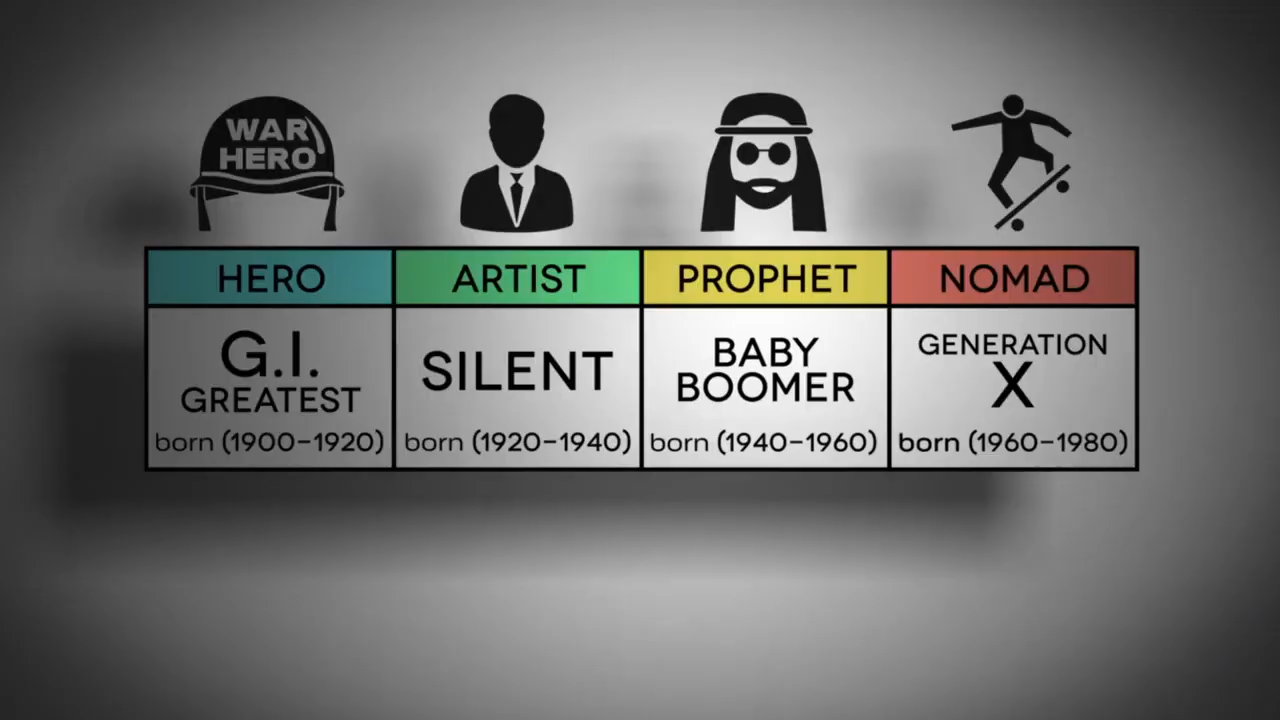 WAR
HERO
HERO
ARTIST
PROPHET
NOMAD
G.I.
GREATEST
born (1900–1920)
SILENT
born (1920–1940)
BABY
BOOMER
born (1940–1960)
GENERATION
X
born (1960–1980)